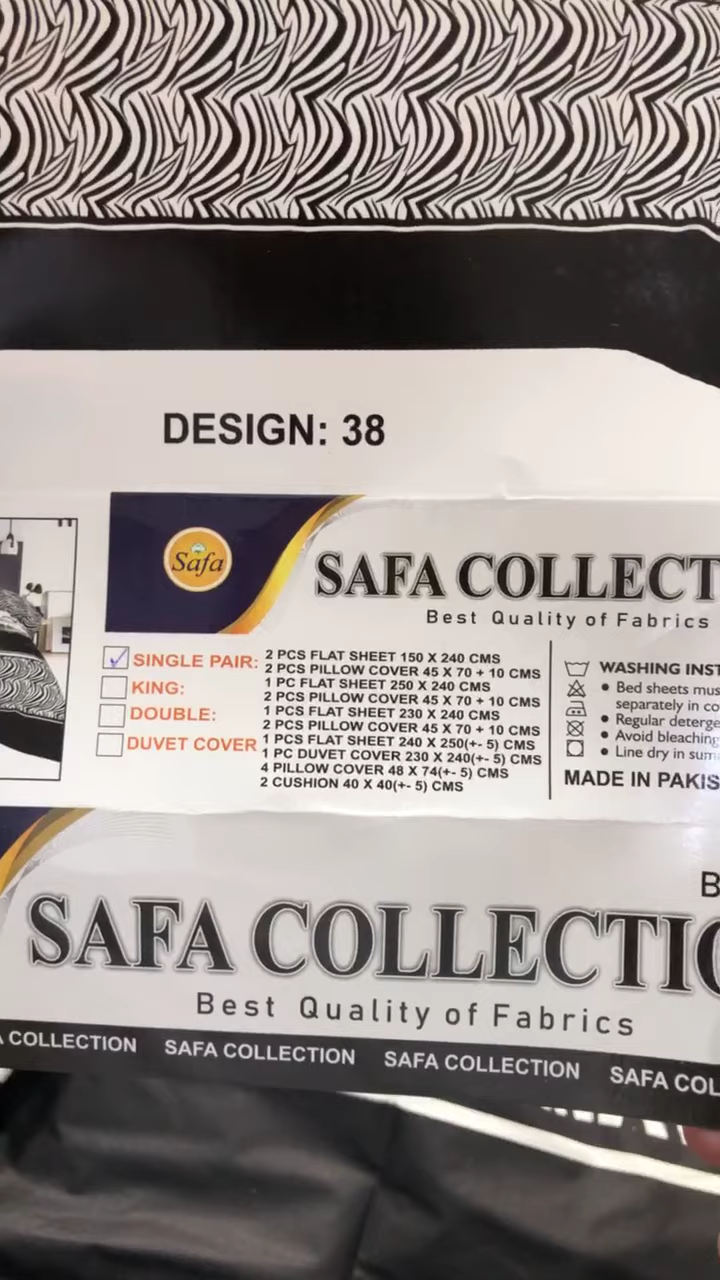 DESIGN: 38
Safa
SAFA COLLECT
Best Quality of Fabrics
SINGLE PAIR: 2 PCS FLAT SHEET 150 X 240 CMS
2 PCS PILLOW COVER 45 X 70 + 10 CMS
KING: 1 PC FLAT SHEET 250 X 240 CMS
2 PCS PILLOW COVER 45 X 70 + 10 CMS
DOUBLE: 1 PCS FLAT SHEET 230 X 240 CMS
2 PCS PILLOW COVER 45 X 70 + 10 CMS
DUVET COVER 1 PCS FLAT SHEET 240 X 250(+- 5) CMS
1 PC DUVET COVER 230 X 240(+- 5) CMS
4 PILLOW COVER 48 X 74(+- 5) CMS
2 CUSHION 40 X 40(+- 5) CMS
WASHING INST
• Bed sheets mus
separately in co
• Regular deterge
• Avoid bleaching
• Line dry in
MADE IN PAKIS
B
SAFA COLLECTIO
Best Quality of Fabrics
A COLLECTION SAFA COLLECTION SAFA COLLECTION SAFA COL